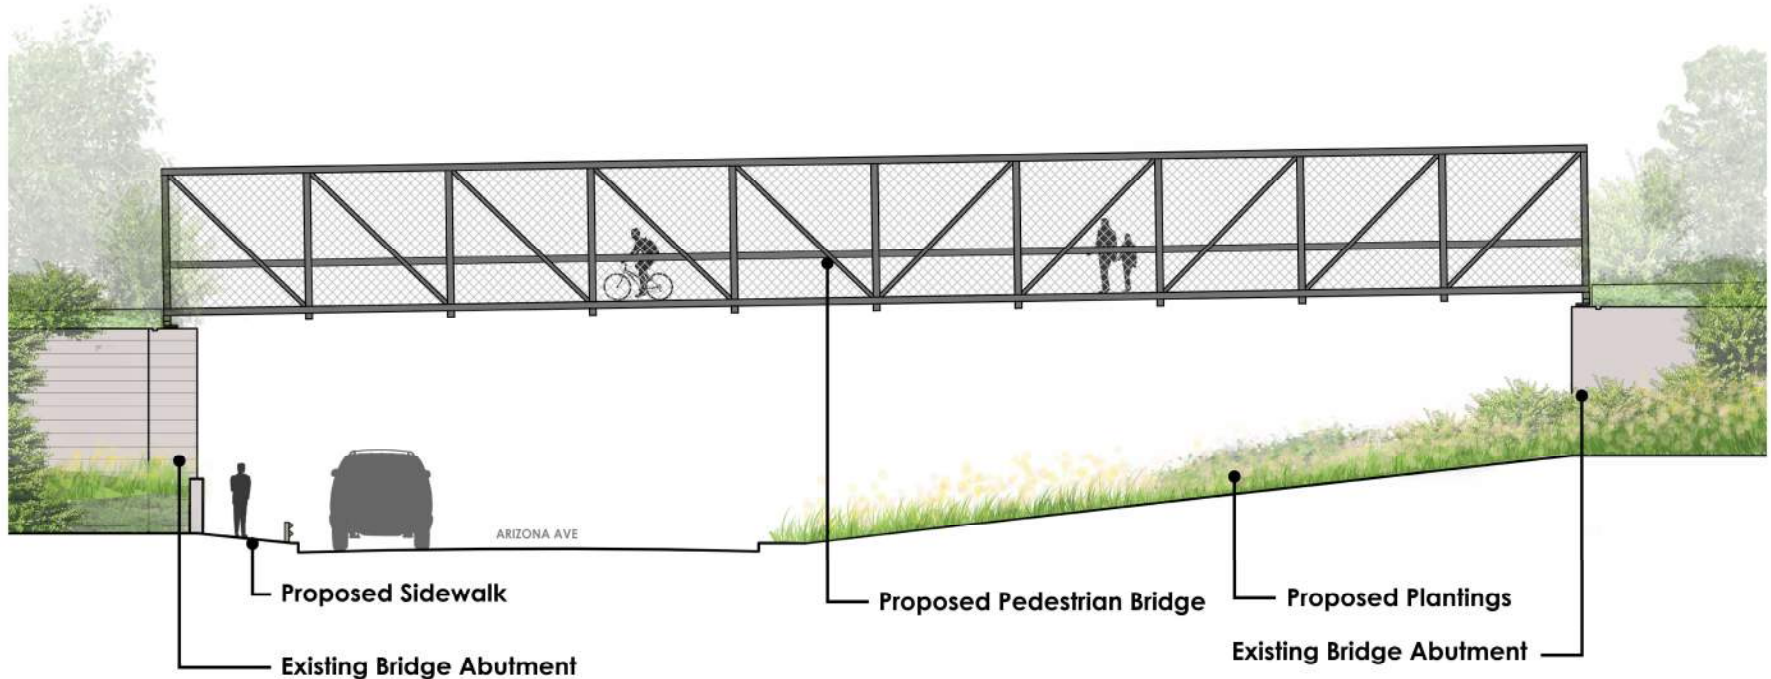 ARIZONA AVE
Proposed Sidewalk
Proposed Pedestrian Bridge
Proposed Plantings
Existing Bridge Abutment
Existing Bridge Abutment